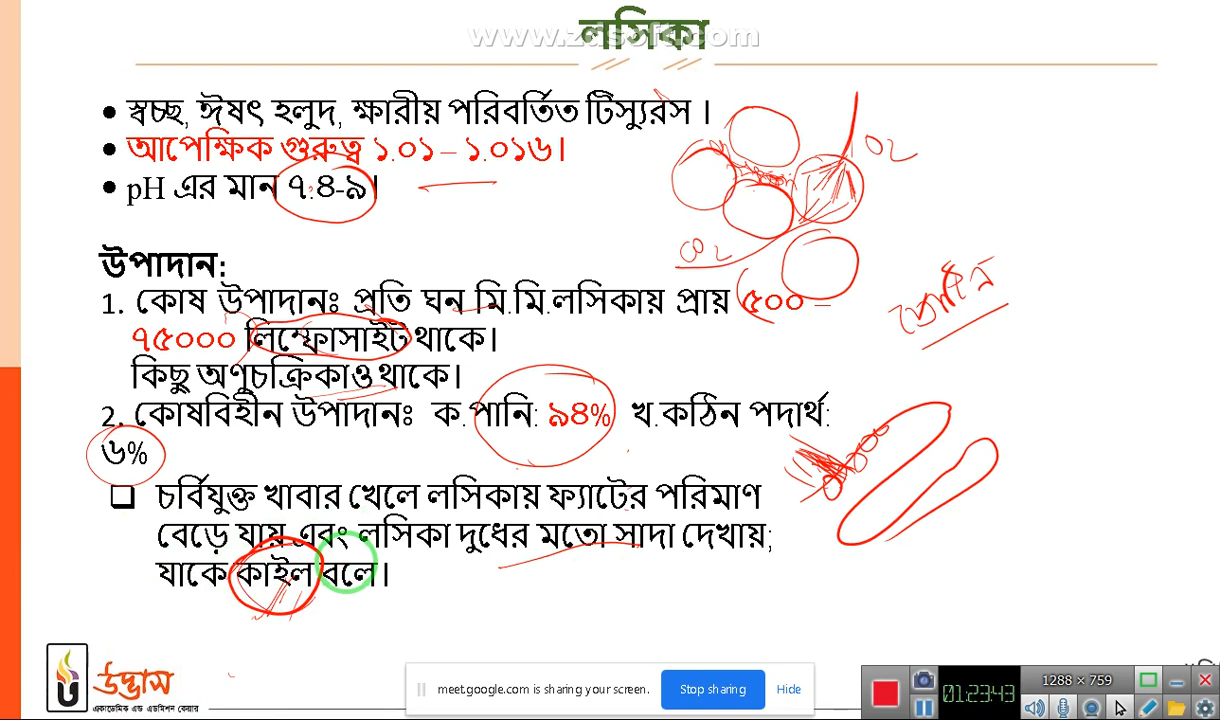 লসিকা
www.zdsoft.com
• স্বচ্ছ, ঈষৎ হলুদ, ক্ষারীয় পরিবর্তিত টিস্যুরস ।
• আপেক্ষিক গুরুত্ব ১.০১ – ১.০১৬।
• pH এর মান ৭.৪-৯।
O2
CO2
উপাদান:
1. কোষ উপাদানঃ প্রতি ঘন মি.মি.লসিকায় প্রায় ৫০০ –
৭৫০০০ লিম্ফোসাইট থাকে।
কিছু অণুচক্রিকাও থাকে।
2. কোষবিহীন উপাদানঃ ক.পানি: ৯৪% খ.কঠিন পদার্থ:
৬%
❑ চর্বিযুক্ত খাবার খেলে লসিকায় ফ্যাটের পরিমাণ
বেড়ে যায় এবং লসিকা দুধের মতো সাদা দেখায়;
যাকে কাইল বলে।
উদ্ভাস
একাডেমিক এন্ড এডমিশন কেয়ার
meet.google.com is sharing your screen.
Stop sharing
Hide
1288 × 759
01:23:43